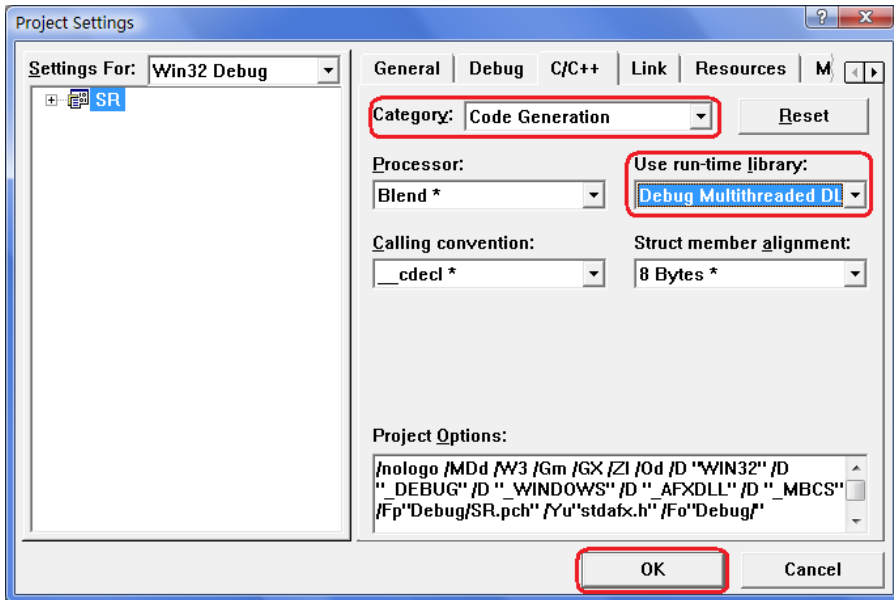 Project Settings
Settings For: Win32 Debug
SR
General Debug C/C++ Link Resources M
Category: Code Generation
Reset
Processor:
Use run-time library:
Blend *
Debug Multithreaded DL
Calling convention:
Struct member alignment:
__cdecl *
8 Bytes *
Project Options:
/nologo /MDd /W3 /Gm /GX /ZI /Od /D "WIN32" /D
"_DEBUG" /D "_WINDOWS" /D "_AFXDLL" /D "_MBCS"
/Fp"Debug/SR.pch" /Yu"stdafx.h" /Fo"Debug/"
OK
Cancel